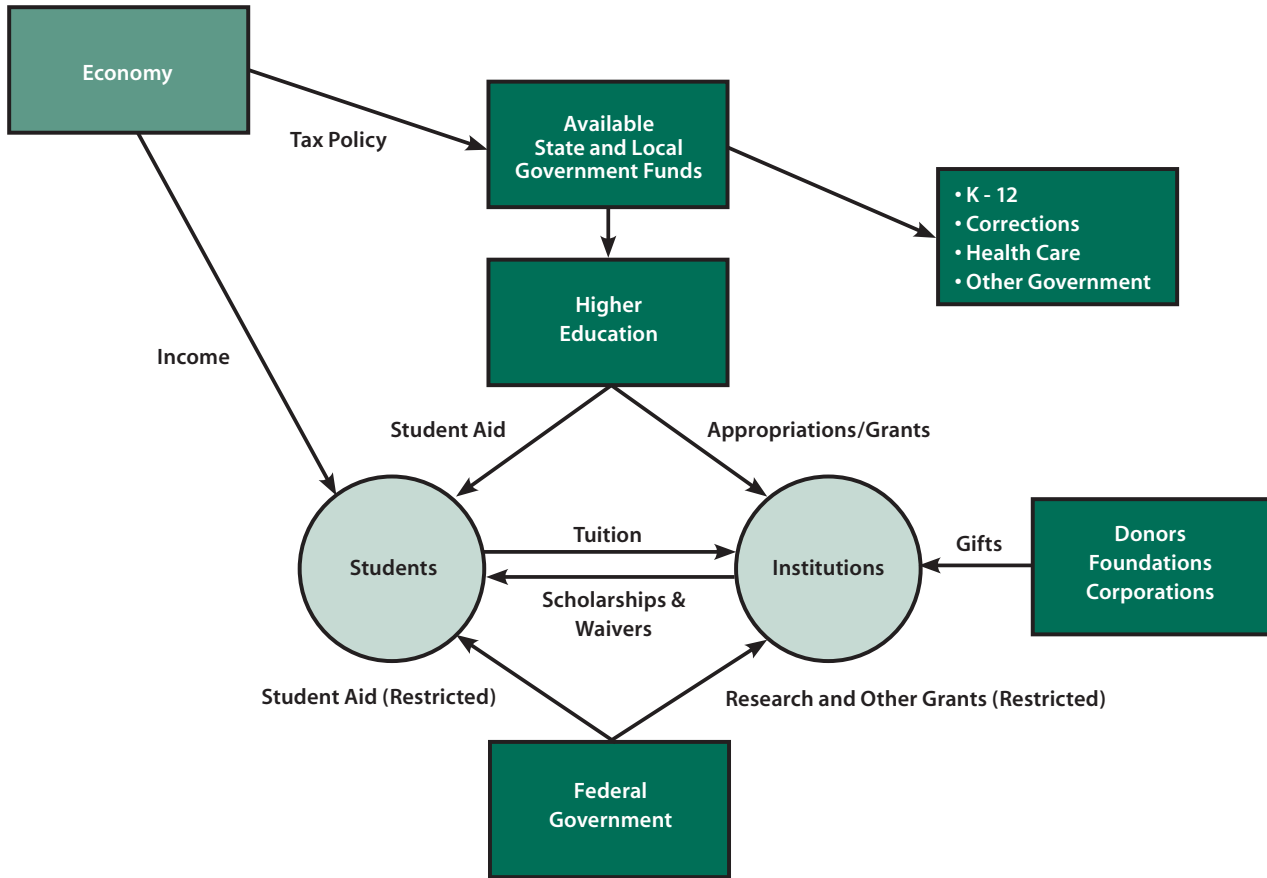 Economy
Tax Policy
Available
State and Local
Government Funds
• K - 12
• Corrections
• Health Care
• Other Government
Higher
Education
Income
Student Aid
Appropriations/Grants
Students
Tuition
Scholarships &
Waivers
Institutions
Gifts
Donors
Foundations
Corporations
Student Aid (Restricted)
Research and Other Grants (Restricted)
Federal
Government